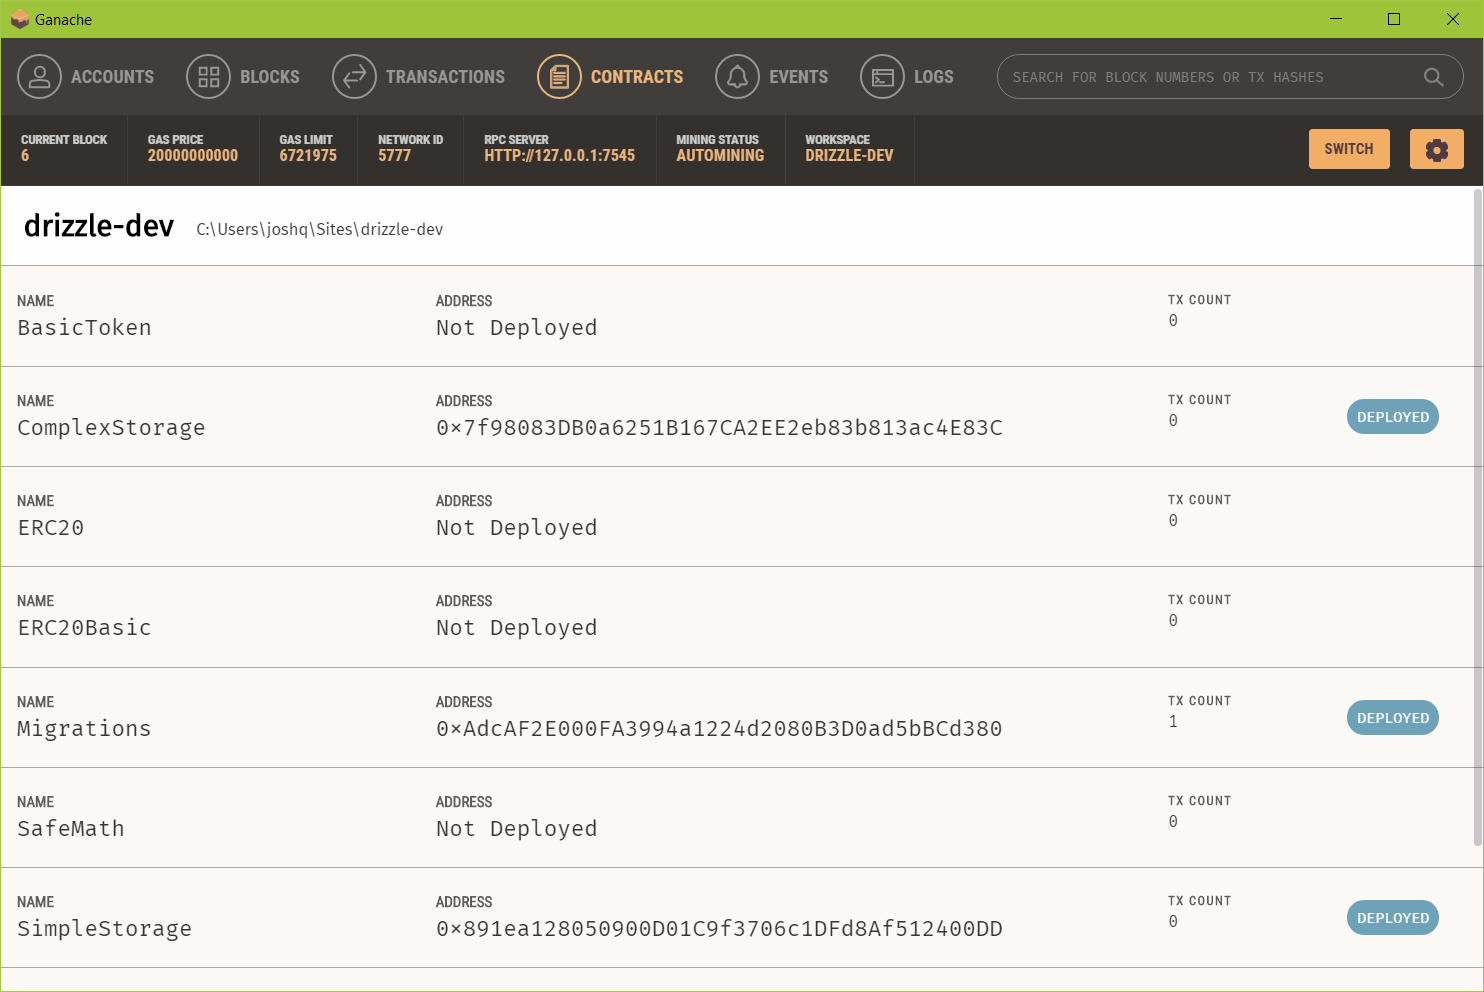 Ganache
ACCOUNTS BLOCKS TRANSACTIONS CONTRACTS EVENTS LOGS SEARCH FOR BLOCK NUMBERS OR TX HASHES
CURRENT BLOCK GAS PRICE GAS LIMIT NETWORK ID RPC SERVER MINING STATUS WORKSPACE
6 20000000000 6721975 5777 HTTP://127.0.0.1:7545 AUTOMINING DRIZZLE-DEV
SWITCH
drizzle-dev C:\Users\joshq\Sites\drizzle-dev
NAME ADDRESS TX COUNT
BasicToken Not Deployed 0
NAME ADDRESS TX COUNT
ComplexStorage 0x7f98083DB0a6251B167CA2EE2eb83b813ac4E83C 0 DEPLOYED
NAME ADDRESS TX COUNT
ERC20 Not Deployed 0
NAME ADDRESS TX COUNT
ERC20Basic Not Deployed 0
NAME ADDRESS TX COUNT
Migrations 0xAdcAF2E000FA3994a1224d2080B3D0ad5bBCd380 1 DEPLOYED
NAME ADDRESS TX COUNT
SafeMath Not Deployed 0
NAME ADDRESS TX COUNT
SimpleStorage 0x891ea128050900D01C9f3706c1DFd8Af512400DD 0 DEPLOYED